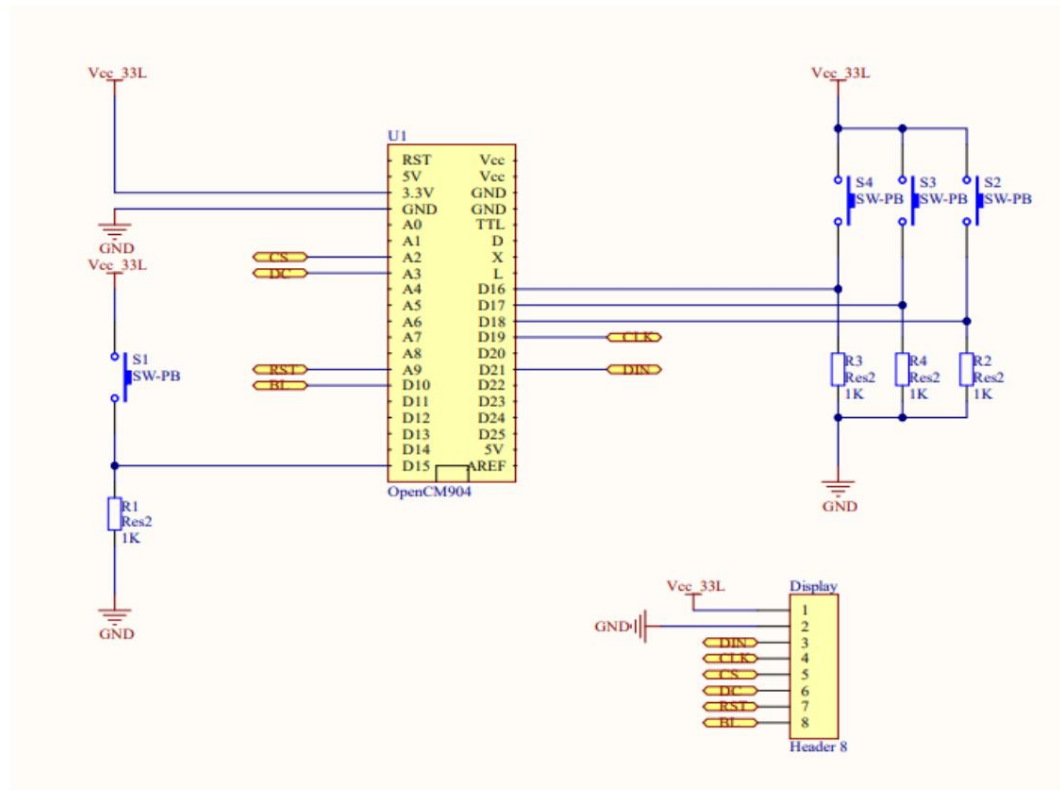 Vcc_33L
GND
Vcc_33L
S1
SW-PB
R1
Res2
1K
GND
CS
DC
RST
BL
U1
RST
5V
3.3V
GND
A0
A1
A2
A3
A4
A5
A6
A7
A8
A9
D10
D11
D12
D13
D14
D15
Vcc
Vcc
GND
GND
TTL
D
X
L
D16
D17
D18
D19
D20
D21
D22
D23
D24
D25
5V
AREF
OpenCM904
CLK
DIN
Vcc_33L
S4
SW-PB
S3
SW-PB
S2
SW-PB
R3
Res2
1K
R4
Res2
1K
R2
Res2
1K
GND
Vcc_33L
GND
DIN
CLK
CS
DC
RST
BL
Display
1
2
3
4
5
6
7
8
Header 8